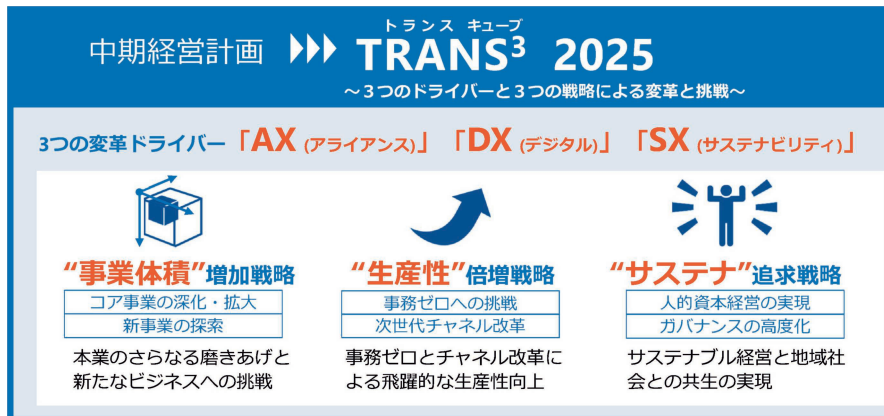 トランス キューブ
中期経営計画 TRANS³ 2025
～3つのドライバーと3つの戦略による変革と挑戦～
3つの変革ドライバー 「AX (アライアンス)」 「DX (デジタル)」 「SX (サステナビリティ)」
“事業体積”増加戦略
コア事業の深化・拡大
新事業の探索
本業のさらなる磨きあげと
新たなビジネスへの挑戦
“生産性”倍増戦略
事務ゼロへの挑戦
次世代チャネル改革
事務ゼロとチャネル改革に
よる飛躍的な生産性向上
“サステナ”追求戦略
人的資本経営の実現
ガバナンスの高度化
サステナブル経営と地域社
会との共生の実現